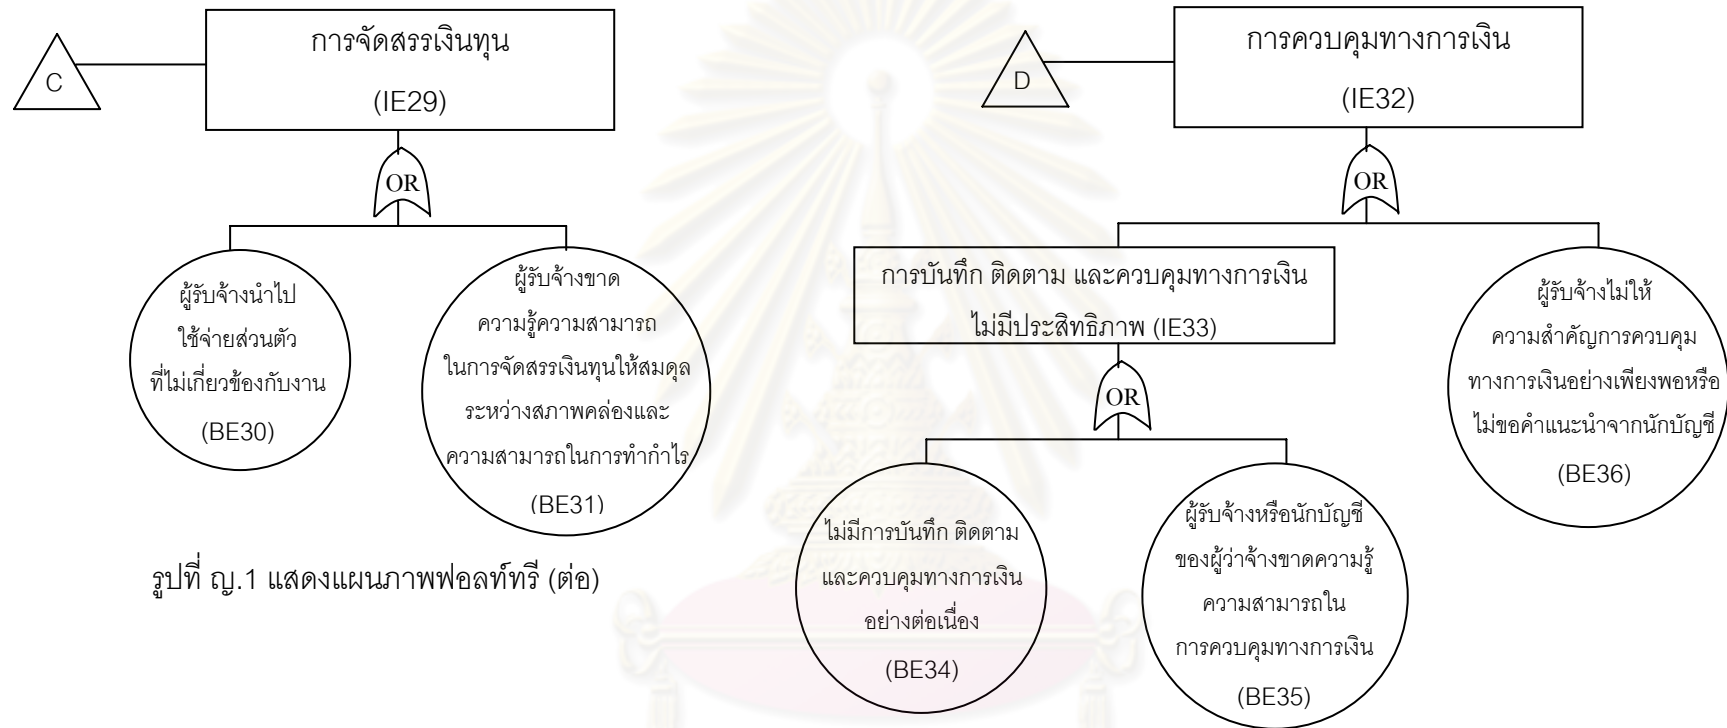 C
การจัดสรรเงินทุน
(IE29)
OR
ผู้รับจ้างนำไป
ใช้จ่ายส่วนตัว
ที่ไม่เกี่ยวข้องกับงาน
(BE30)
ผู้รับจ้างขาด
ความรู้ความสามารถ
ในการจัดสรรเงินทุนให้สมดุล
ระหว่างสภาพคล่องและ
ความสามารถในการทำกำไร
(BE31)
D
การควบคุมทางการเงิน
(IE32)
OR
การบันทึก ติดตาม และควบคุมทางการเงิน
ไม่มีประสิทธิภาพ (IE33)
OR
ไม่มีการบันทึก ติดตาม
และควบคุมทางการเงิน
อย่างต่อเนื่อง
(BE34)
ผู้รับจ้างหรือนักบัญชี
ของผู้ว่าจ้างขาดความรู้
ความสามารถใน
การควบคุมทางการเงิน
(BE35)
ผู้รับจ้างไม่ให้
ความสำคัญการควบคุม
ทางการเงินอย่างเพียงพอหรือ
ไม่ขอคำแนะนำจากนักบัญชี
(BE36)
รูปที่ ญ.1 แสดงแผนภาพฟอลท์ทรี (ต่อ)